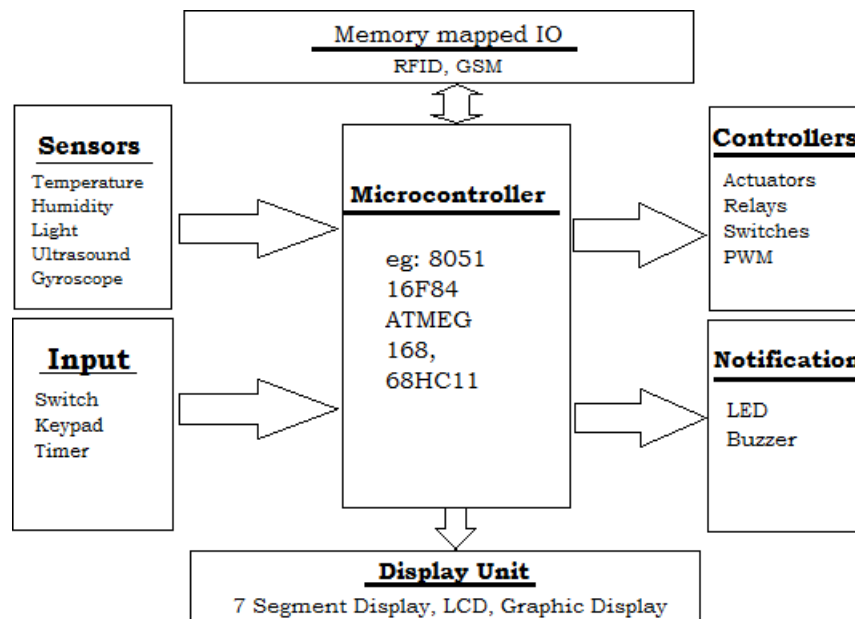 Memory mapped IO
RFID, GSM
Sensors
Temperature
Humidity
Light
Ultrasound
Gyroscope
Input
Switch
Keypad
Timer
Microcontroller
eg: 8051
16F84
ATMEG
168,
68HC11
Controllers
Actuators
Relays
Switches
PWM
Notification
LED
Buzzer
Display Unit
7 Segment Display, LCD, Graphic Display